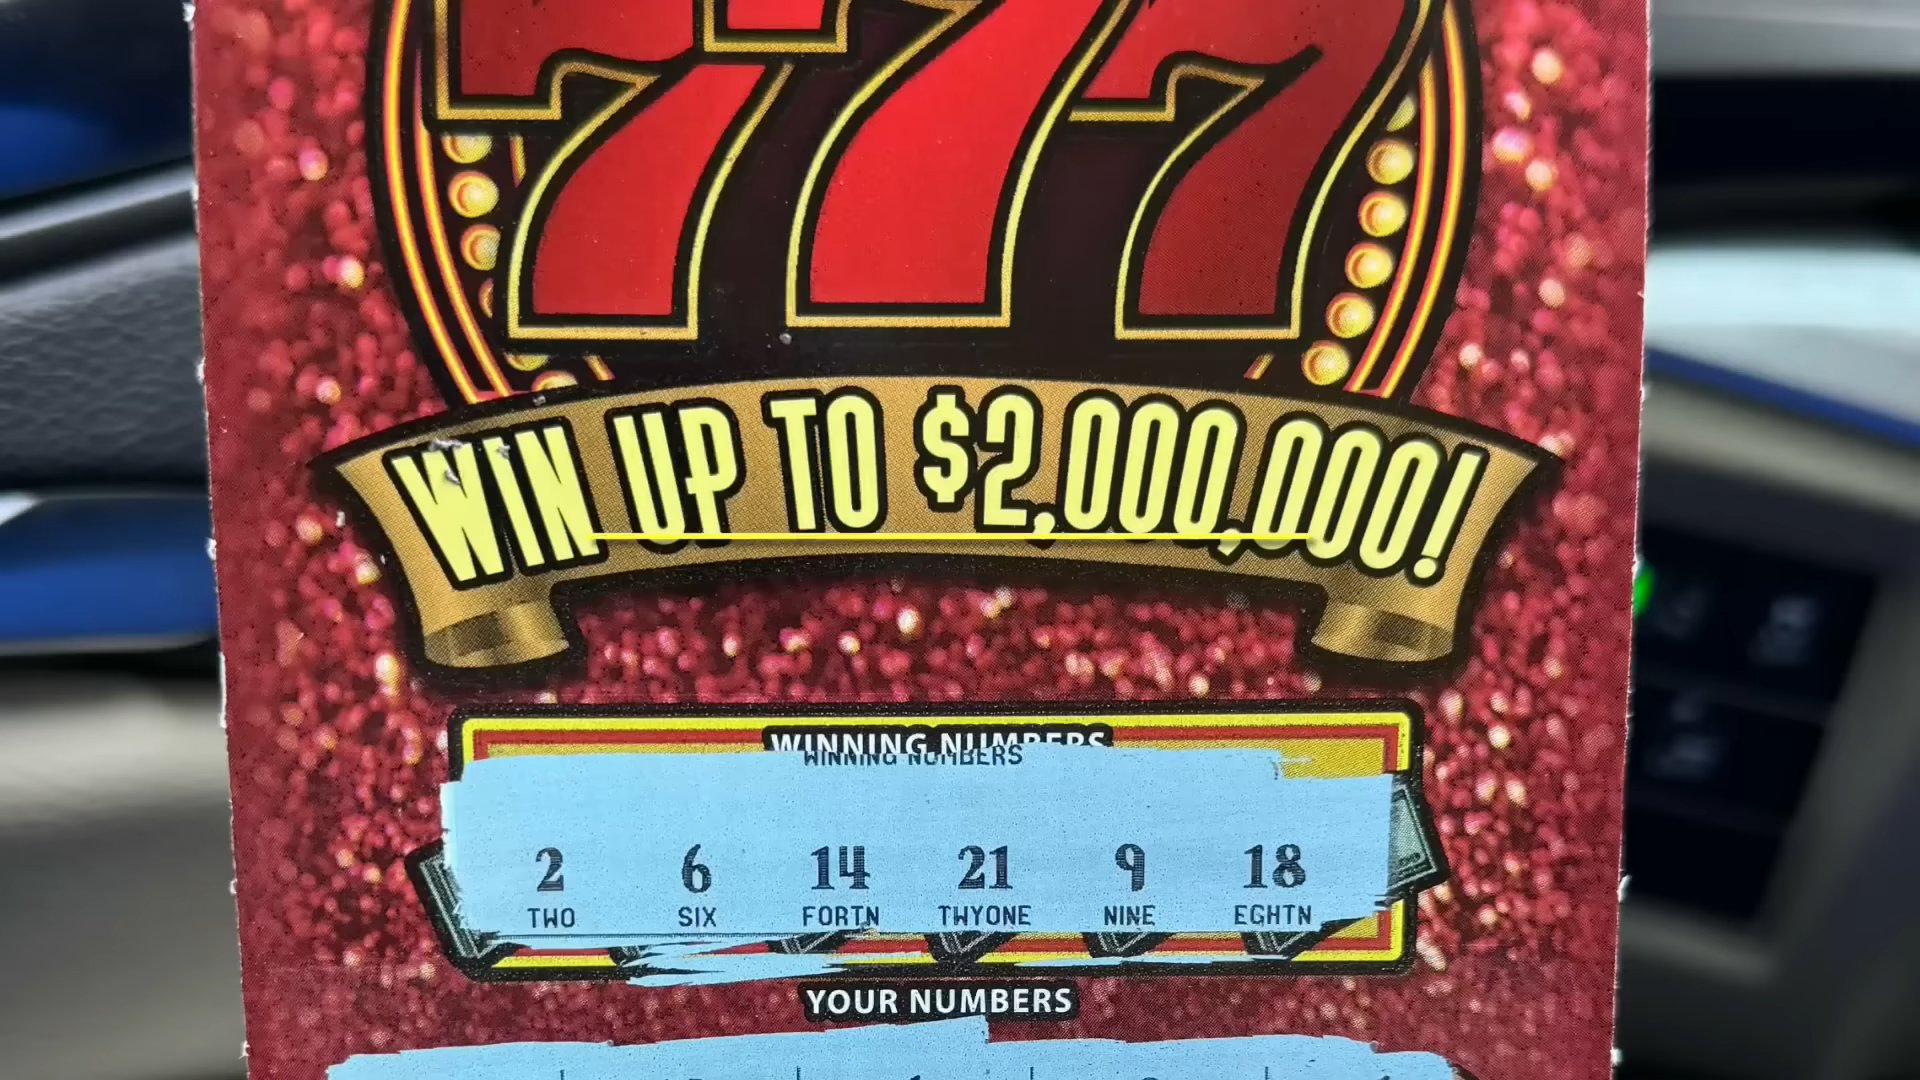 777
WIN UP TO $2,000,000!
WINNING NUMBERS
WINNING NUMBERS
2 6 14 21 9 18
TWO SIX FORTN TWYONE NINE EGHTN
YOUR NUMBERS